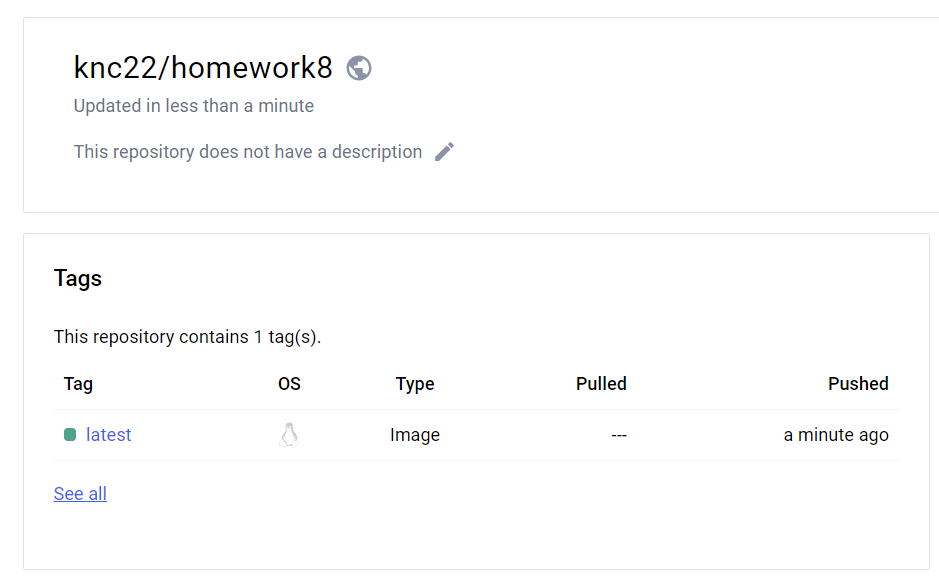 knc22/homework8
Updated in less than a minute
This repository does not have a description
Tags
This repository contains 1 tag(s).
Tag OS Type Pulled Pushed
latest Image --- a minute ago
See all